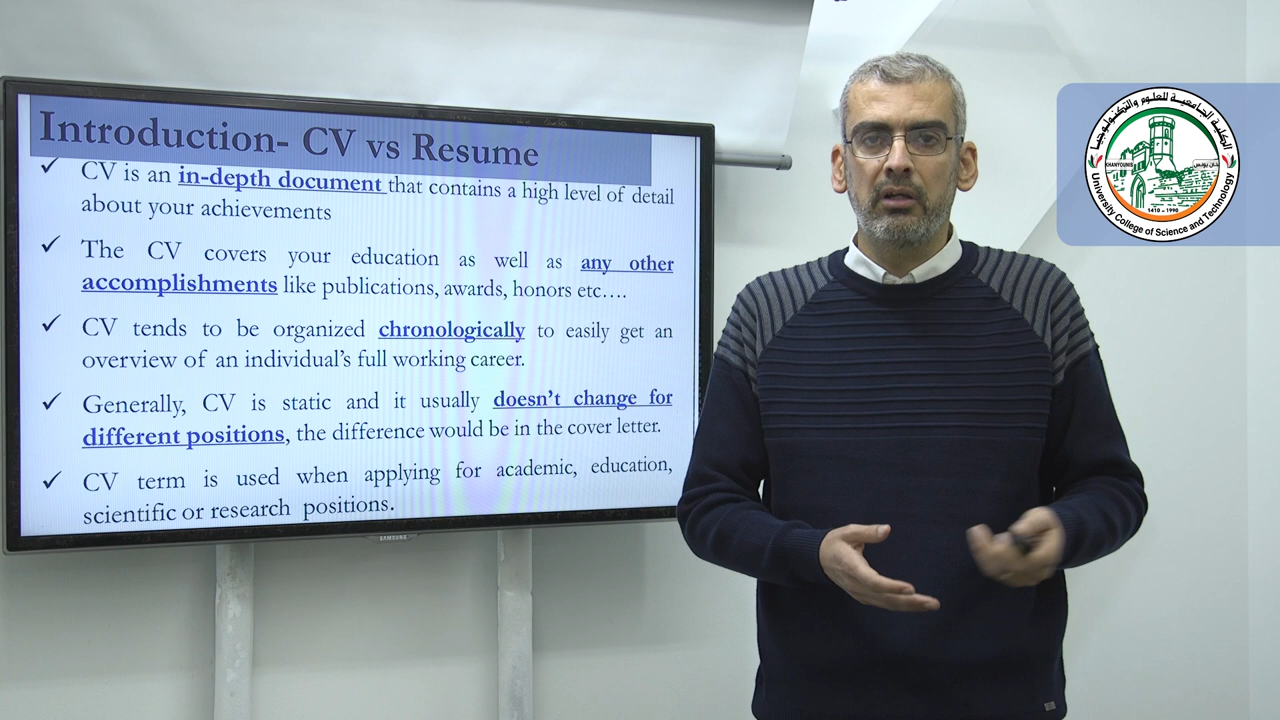 Introduction- CV vs Resume
✓ CV is an in-depth document that contains a high level of detail
about your achievements
✓ The CV covers your education as well as any other
accomplishments like publications, awards, honors etc….
✓ CV tends to be organized chronologically to easily get an
overview of an individual's full working career.
✓ Generally, CV is static and it usually doesn't change for
different positions, the difference would be in the cover letter.
✓ CV term is used when applying for academic, education,
scientific or research positions.
SAMSUNG
الكلية الجامعية للعلوم والتكنولوجيا
KHANYOUNIS
خان يونس
1410 - 1990
University College of Science and Technology